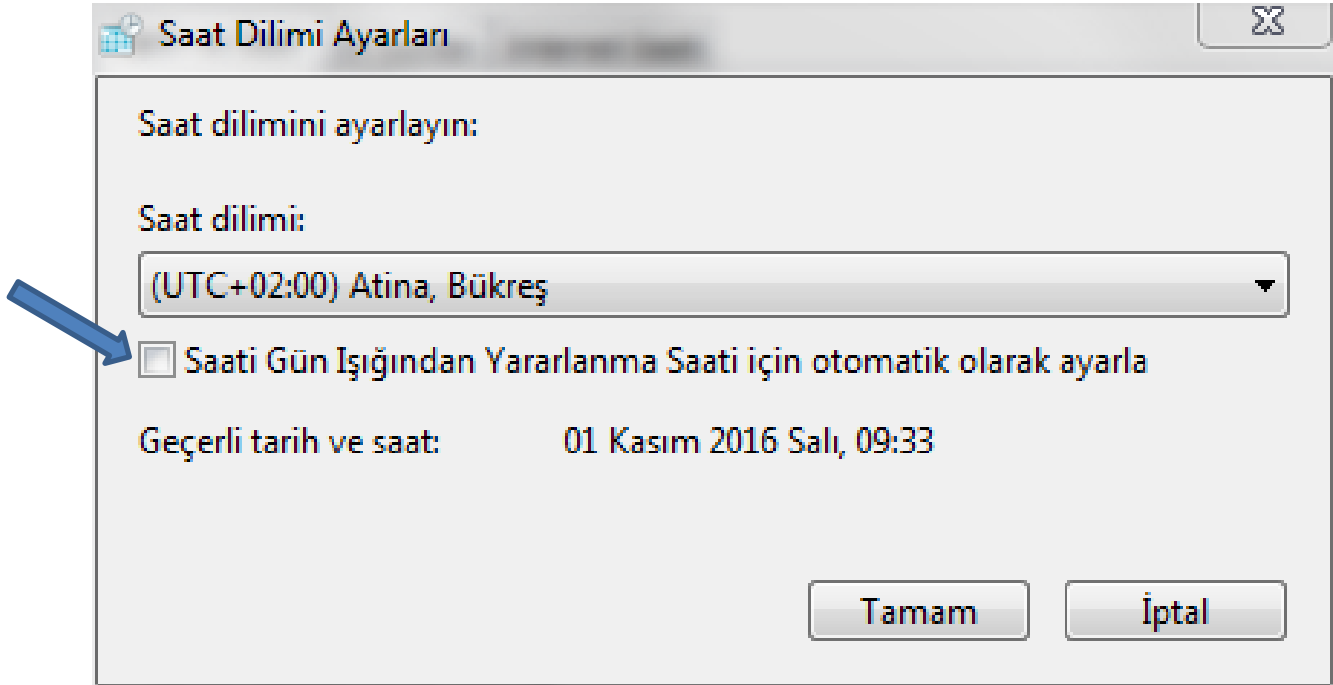 Saat Dilimi Ayarları
Saat dilimini ayarlayın:
Saat dilimi:
(UTC+02:00) Atina, Bükreş
Saati Gün Işığından Yararlanma Saati için otomatik olarak ayarla
Geçerli tarih ve saat: 01 Kasım 2016 Salı, 09:33
Tamam İptal